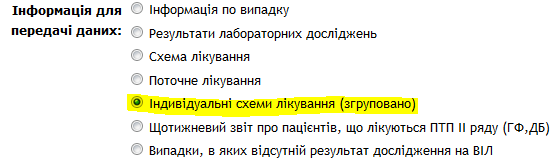 Інформація для передачі даних:
Інформація по випадку
Результати лабораторних досліджень
Схема лікування
Поточне лікування
Індивідуальні схеми лікування (згруповано)
Щотижневий звіт про пацієнтів, що лікуються ПТП II ряду (ГФ,ДБ)
Випадки, в яких відсутній результат дослідження на ВІЛ